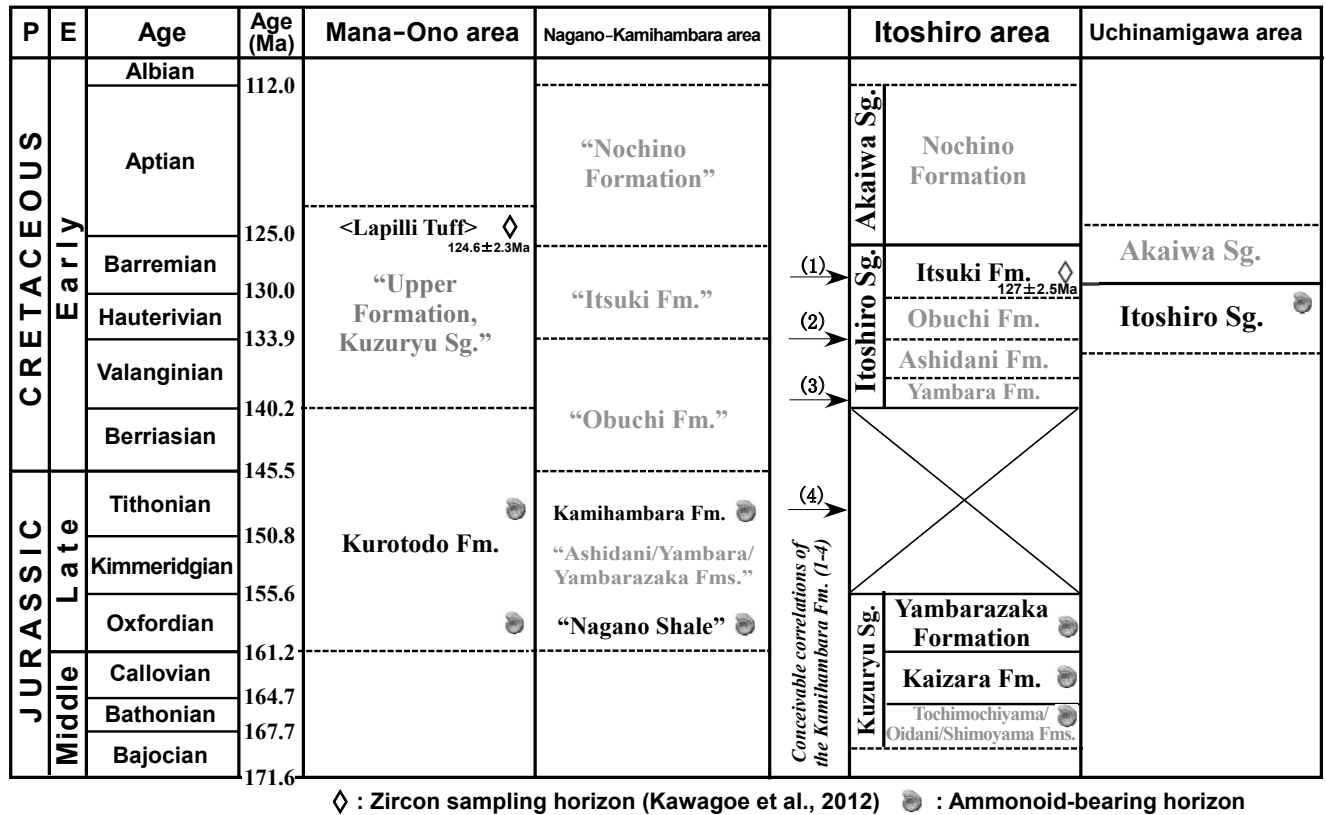 P E Age Age (Ma) Mana-Ono area Nagano-Kamihambara area Itoshiro area Uchinamigawa area
CRETACEOUS
Early
JURASSIC
Late
Middle
Albian
Aptian
Barremian
Hauterivian
Valanginian
Berriasian
Tithonian
Kimmeridgian
Oxfordian
Callovian
Bathonian
Bajocian
112.0
125.0
130.0
133.9
140.2
145.5
150.8
155.6
161.2
164.7
167.7
171.6
<Lapilli Tuff>
124.6±2.3Ma
“Upper
Formation,
Kuzuryu Sg.”
Kurotodo Fm.
“Nochino
Formation”
“Itsuki Fm.”
“Obuchi Fm.”
Kamihambara Fm.
“Ashidani/Yambara/
Yambarazaka Fms.”
“Nagano Shale”
(1)
(2)
(3)
(4)
Conceivable correlations of
the Kamihambara Fm. (1-4)
Akaiwa Sg.
Itoshiro Sg.
Kuzuryu Sg.
Nochino
Formation
Itsuki Fm.
127±2.5Ma
Obuchi Fm.
Ashidani Fm.
Yambara Fm.
Yambarazaka
Formation
Kaizara Fm.
Tochimochiyama/
Oidani/Shimoyama Fms.
Akaiwa Sg.
Itoshiro Sg.
◊ : Zircon sampling horizon (Kawagoe et al., 2012) : Ammonoid-bearing horizon